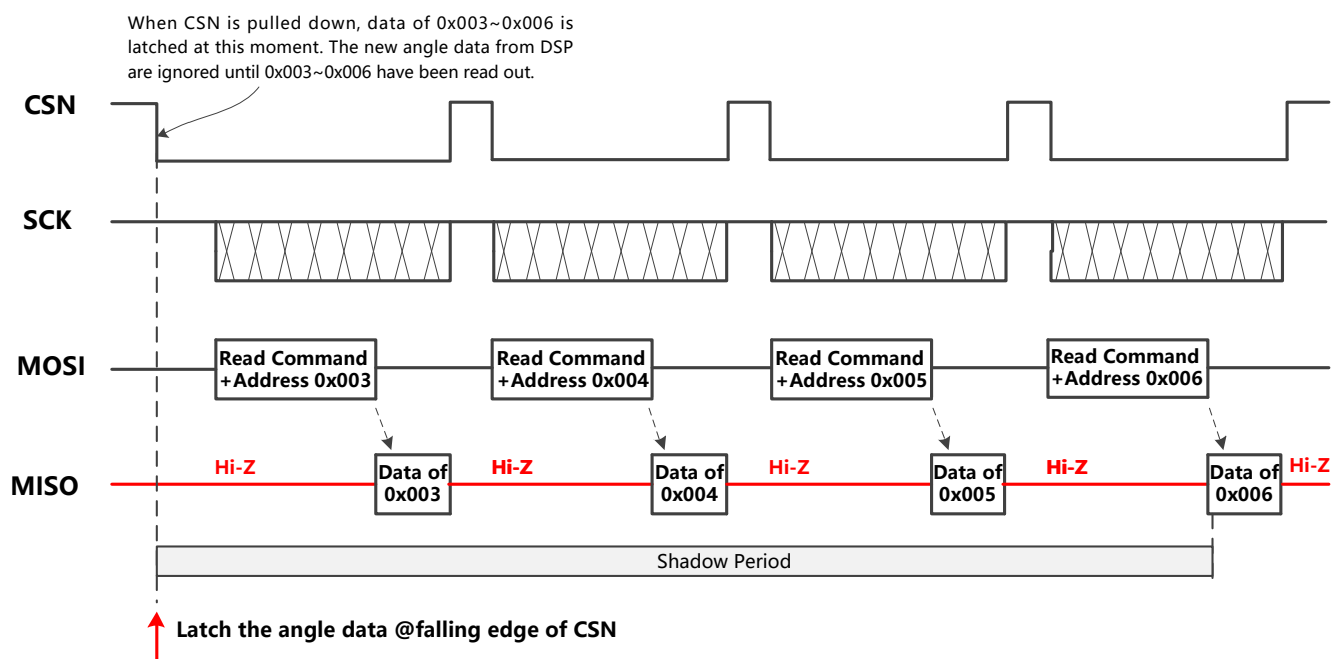 When CSN is pulled down, data of 0x003~0x006 is
latched at this moment. The new angle data from DSP
are ignored until 0x003~0x006 have been read out.
CSN
SCK
MOSI
Read Command
+Address 0x003
Read Command
+Address 0x004
Read Command
+Address 0x005
Read Command
+Address 0x006
MISO
Hi-Z
Data of
0x003
Hi-Z
Data of
0x004
Hi-Z
Data of
0x005
Hi-Z
Data of
0x006
Hi-Z
Shadow Period
Latch the angle data @falling edge of CSN